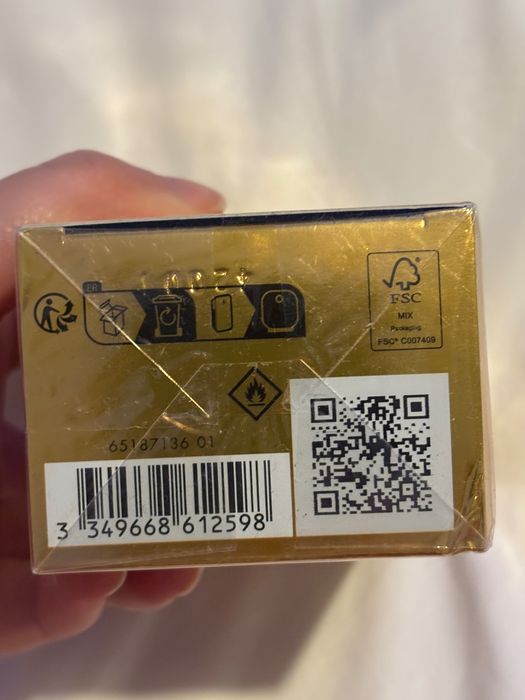 FR
FSC
MIX
Packaging
FSC® C007409
65187136 01
3 349668 612598